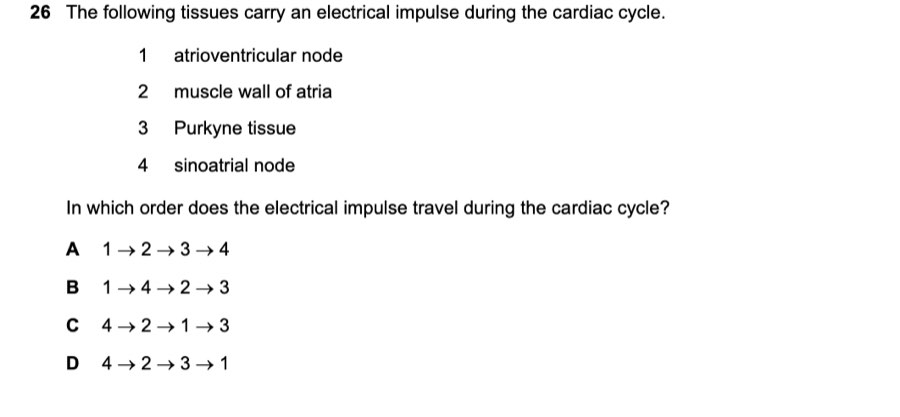 26 The following tissues carry an electrical impulse during the cardiac cycle.
1 atrioventricular node
2 muscle wall of atria
3 Purkyne tissue
4 sinoatrial node
In which order does the electrical impulse travel during the cardiac cycle?
A 1 → 2 → 3 → 4
B 1 → 4 → 2 → 3
C 4 → 2 → 1 → 3
D 4 → 2 → 3 → 1